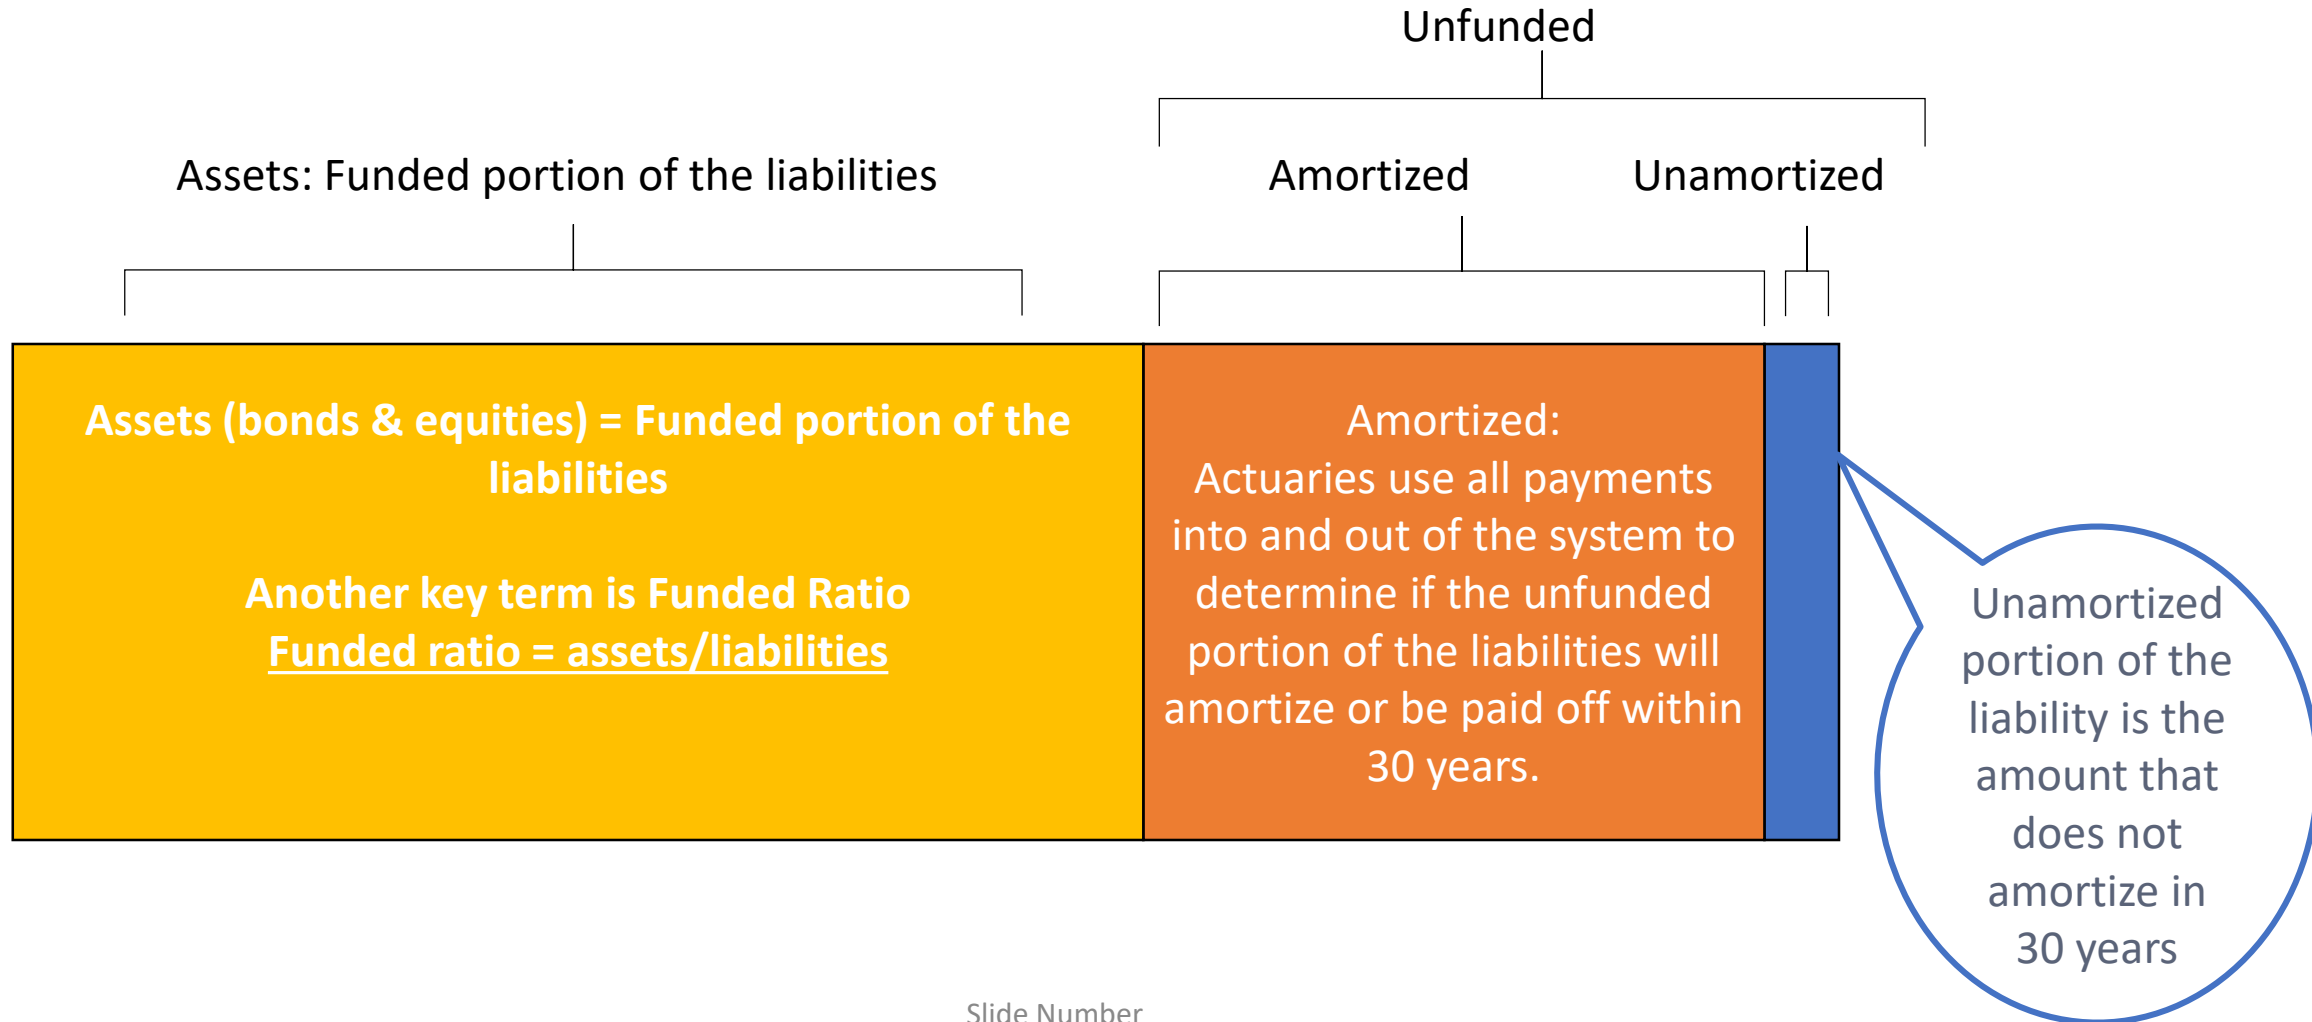 Unfunded
Assets: Funded portion of the liabilities
Amortized
Unamortized
Assets (bonds & equities) = Funded portion of the
liabilities
Another key term is Funded Ratio
Funded ratio = assets/liabilities
Amortized:
Actuaries use all payments
into and out of the system to
determine if the unfunded
portion of the liabilities will
amortize or be paid off within
30 years.
Unamortized
portion of the
liability is the
amount that
does not
amortize in
30 years
Slide Number